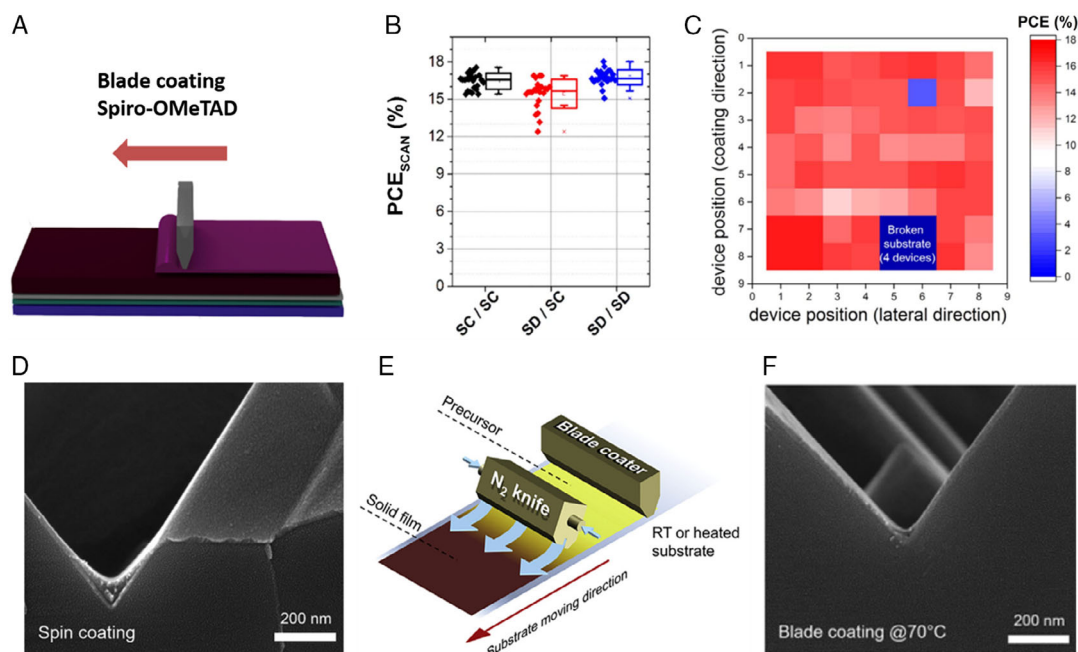 A
Blade coating
Spiro-OMeTAD
B
PCE_SCAN (%)
18
15
12
9
6
3
0
SC / SC
SD / SC
SD / SD
C
PCE (%)
18
16
14
12
10
8
6
4
2
0
device position (coating direction)
0
1
2
3
4
5
6
7
8
9
Broken
substrate
(4 devices)
0 1 2 3 4 5 6 7 8 9
device position (lateral direction)
D
Spin coating
200 nm
E
Precursor
Blade coater
N₂ knife
Solid film
RT or heated
substrate
Substrate moving direction
F
Blade coating @70°C
200 nm